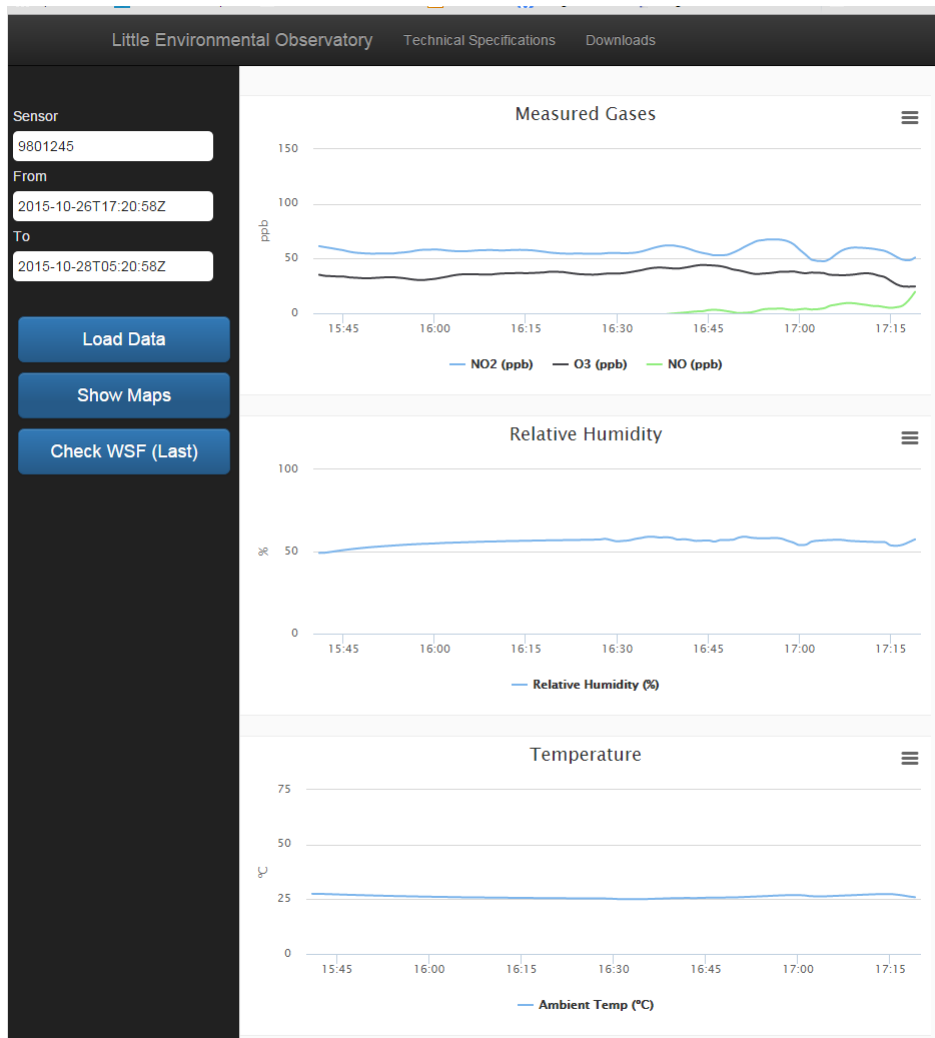 Little Environmental Observatory Technical Specifications Downloads
Sensor
9801245
From
2015-10-26T17:20:58Z
To
2015-10-28T05:20:58Z
Load Data
Show Maps
Check WSF (Last)
Measured Gases
150
100
50
0
ppb
15:45 16:00 16:15 16:30 16:45 17:00 17:15
NO2 (ppb) O3 (ppb) NO (ppb)
Relative Humidity
100
50
0
%
15:45 16:00 16:15 16:30 16:45 17:00 17:15
Relative Humidity (%)
Temperature
75
50
25
0
ºC
15:45 16:00 16:15 16:30 16:45 17:00 17:15
Ambient Temp (ºC)